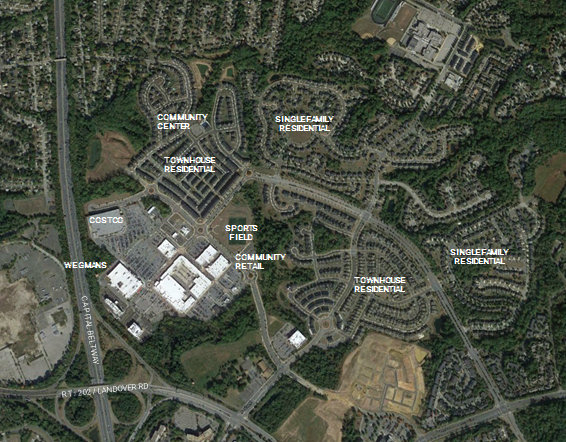 COMMUNITY
CENTER
SINGLE FAMILY
RESIDENTIAL
TOWNHOUSE
RESIDENTIAL
COSTCO
SPORTS
FIELD
WEGMANS
COMMUNITY
RETAIL
SINGLE FAMILY
RESIDENTIAL
TOWNHOUSE
RESIDENTIAL
CAPITAL BELTWAY
RT - 202 / LANDOVER RD